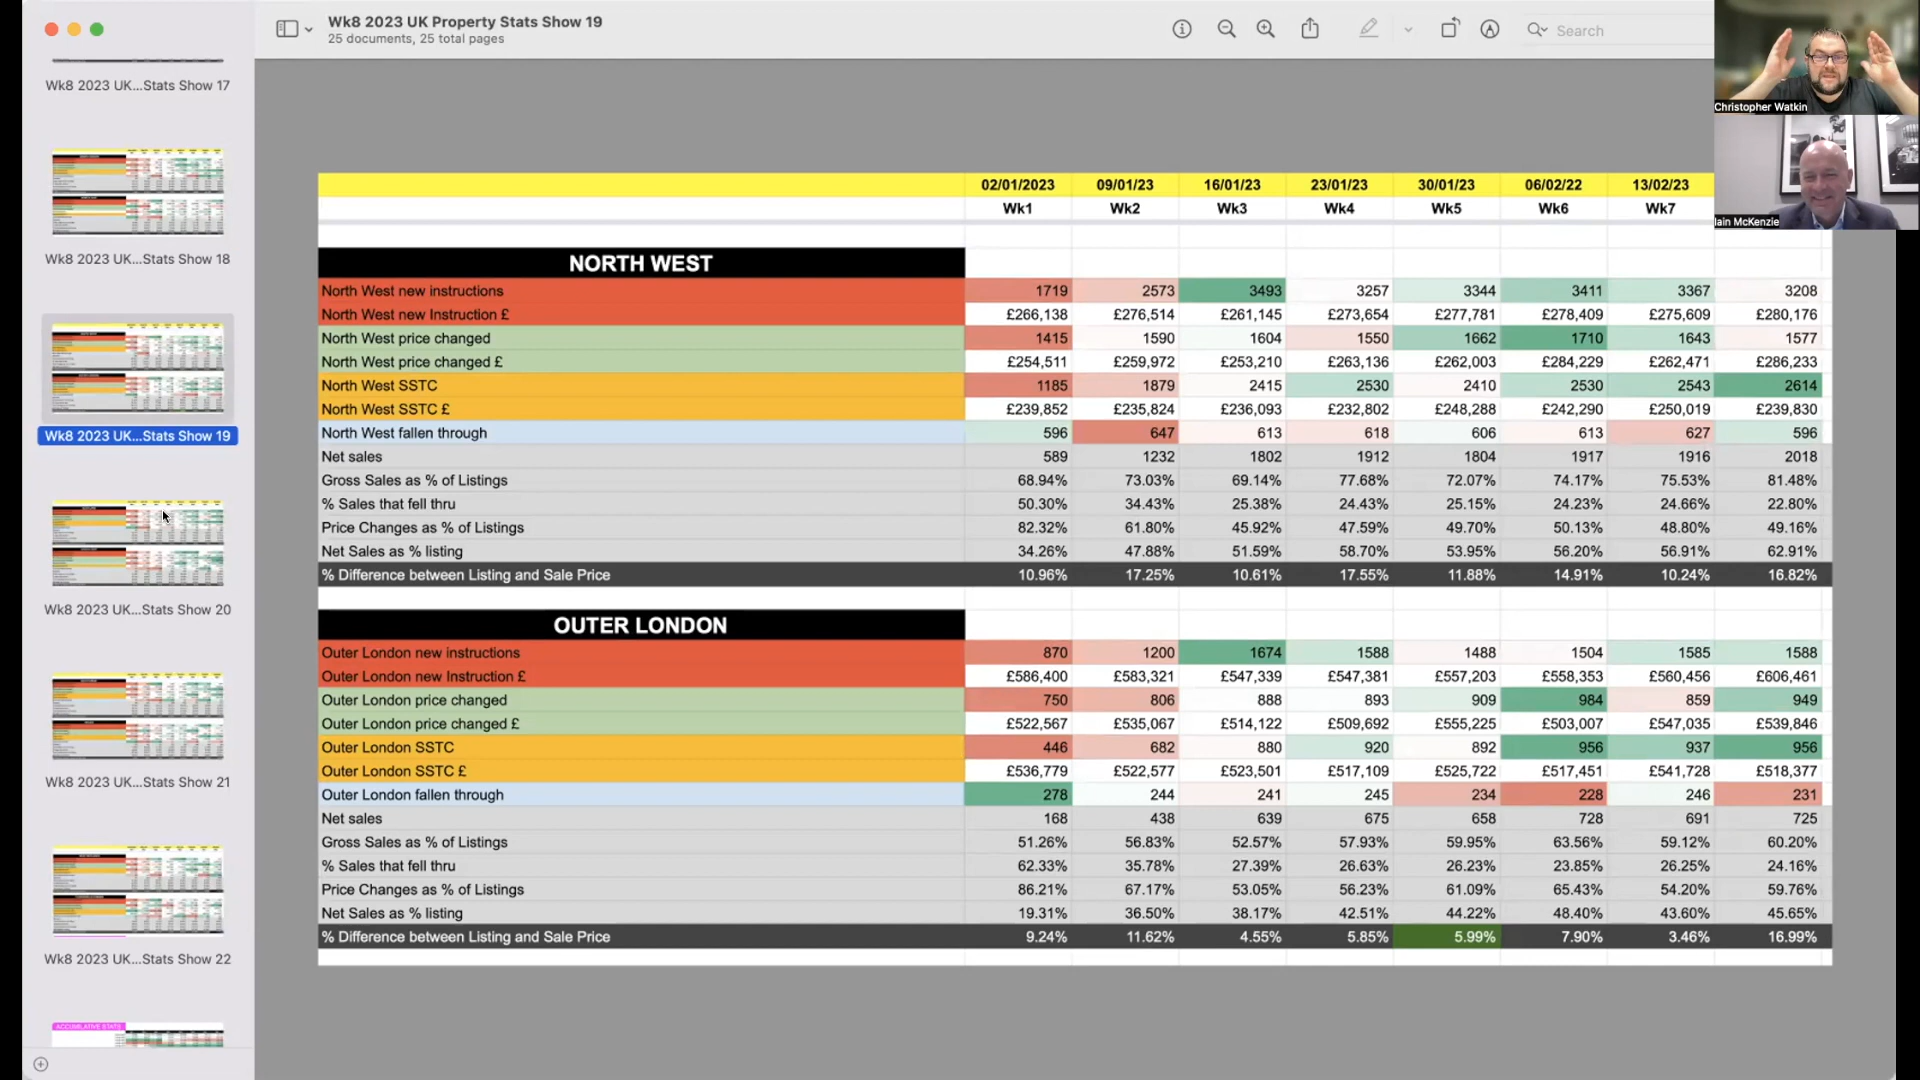 Wk8 2023 UK Property Stats Show 19
25 documents, 25 total pages
Search
Christopher Watkin
Iain McKenzie
Wk8 2023 UK...Stats Show 17
Wk8 2023 UK...Stats Show 18
Wk8 2023 UK...Stats Show 19
Wk8 2023 UK...Stats Show 20
Wk8 2023 UK...Stats Show 21
Wk8 2023 UK...Stats Show 22
ACCUMILATIVE STATS
02/01/2023 09/01/23 16/01/23 23/01/23 30/01/23 06/02/22 13/02/23
Wk1 Wk2 Wk3 Wk4 Wk5 Wk6 Wk7
NORTH WEST
North West new instructions 1719 2573 3493 3257 3344 3411 3367 3208
North West new Instruction £ £266,138 £276,514 £261,145 £273,654 £277,781 £278,409 £275,609 £280,176
North West price changed 1415 1590 1604 1550 1662 1710 1643 1577
North West price changed £ £254,511 £259,972 £253,210 £263,136 £262,003 £284,229 £262,471 £286,233
North West SSTC 1185 1879 2415 2530 2410 2530 2543 2614
North West SSTC £ £239,852 £235,824 £236,093 £232,802 £248,288 £242,290 £250,019 £239,830
North West fallen through 596 647 613 618 606 613 627 596
Net sales 589 1232 1802 1912 1804 1917 1916 2018
Gross Sales as % of Listings 68.94% 73.03% 69.14% 77.68% 72.07% 74.17% 75.53% 81.48%
% Sales that fell thru 50.30% 34.43% 25.38% 24.43% 25.15% 24.23% 24.66% 22.80%
Price Changes as % of Listings 82.32% 61.80% 45.92% 47.59% 49.70% 50.13% 48.80% 49.16%
Net Sales as % listing 34.26% 47.88% 51.59% 58.70% 53.95% 56.20% 56.91% 62.91%
% Difference between Listing and Sale Price 10.96% 17.25% 10.61% 17.55% 11.88% 14.91% 10.24% 16.82%
OUTER LONDON
Outer London new instructions 870 1200 1674 1588 1488 1504 1585 1588
Outer London new Instruction £ £586,400 £583,321 £547,339 £547,381 £557,203 £558,353 £560,456 £606,461
Outer London price changed 750 806 888 893 909 984 859 949
Outer London price changed £ £522,567 £535,067 £514,122 £509,692 £555,225 £503,007 £547,035 £539,846
Outer London SSTC 446 682 880 920 892 956 937 956
Outer London SSTC £ £536,779 £522,577 £523,501 £517,109 £525,722 £517,451 £541,728 £518,377
Outer London fallen through 278 244 241 245 234 228 246 231
Net sales 168 438 639 675 658 728 691 725
Gross Sales as % of Listings 51.26% 56.83% 52.57% 57.93% 59.95% 63.56% 59.12% 60.20%
% Sales that fell thru 62.33% 35.78% 27.39% 26.63% 26.23% 23.85% 26.25% 24.16%
Price Changes as % of Listings 86.21% 67.17% 53.05% 56.23% 61.09% 65.43% 54.20% 59.76%
Net Sales as % listing 19.31% 36.50% 38.17% 42.51% 44.22% 48.40% 43.60% 45.65%
% Difference between Listing and Sale Price 9.24% 11.62% 4.55% 5.85% 5.99% 7.90% 3.46% 16.99%